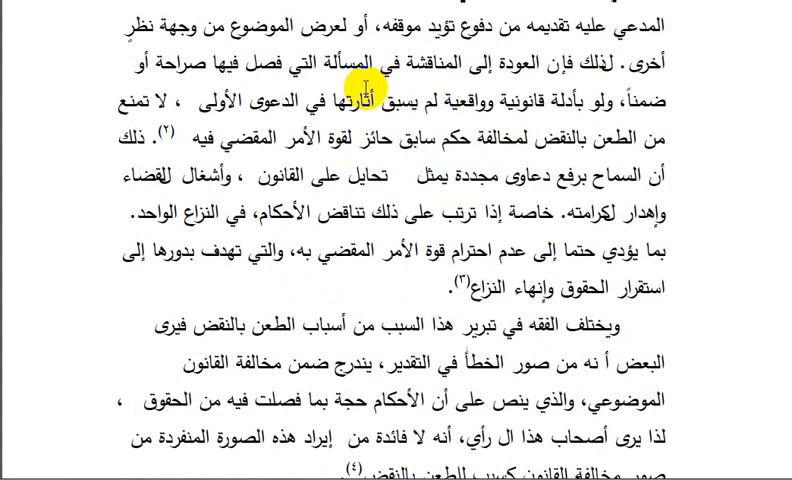 المدعي عليه تقديمه من دفوع تؤيد موقفه، أو لعرض الموضوع من وجهة نظرٍ
أخرى. لذلك فإن العودة إلى المناقشة في المسألة التي فصل فيها صراحة أو
ضمناً، ولو بأدلة قانونية وواقعية لم يسبق أثارتها في الدعوى الأولى ، لا تمنع
من الطعن بالنقض لمخالفة حكم سابق حائز لقوة الأمر المقضي فيه (٢). ذلك
أن السماح برفع دعاوى مجددة يمثل تحايل على القانون ، وأشغال للقضاء
وإهدار لكرامته. خاصة إذا ترتب على ذلك تناقض الأحكام، في النزاع الواحد.
بما يؤدي حتما إلى عدم احترام قوة الأمر المقضي به، والتي تهدف بدورها إلى
استقرار الحقوق وإنهاء النزاع(٣).
ويختلف الفقه في تبرير هذا السبب من أسباب الطعن بالنقض فيرى
البعض أ نه من صور الخطأ في التقدير، يندرج ضمن مخالفة القانون
الموضوعي، والذي ينص على أن الأحكام حجة بما فصلت فيه من الحقوق ،
لذا يرى أصحاب هذا ال رأي، أنه لا فائدة من إيراد هذه الصورة المنفردة من
صور مخالفة القانون كسبب للطعن بالنقض(٤).